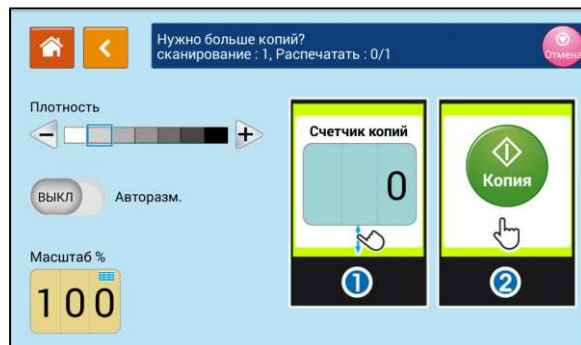 Нужно больше копий?
сканирование : 1, Распечатать : 0/1
Отмена
Плотность
ВЫКЛ
Авторазм.
Масштаб %
100
Счетчик копий
0
1
Копия
2